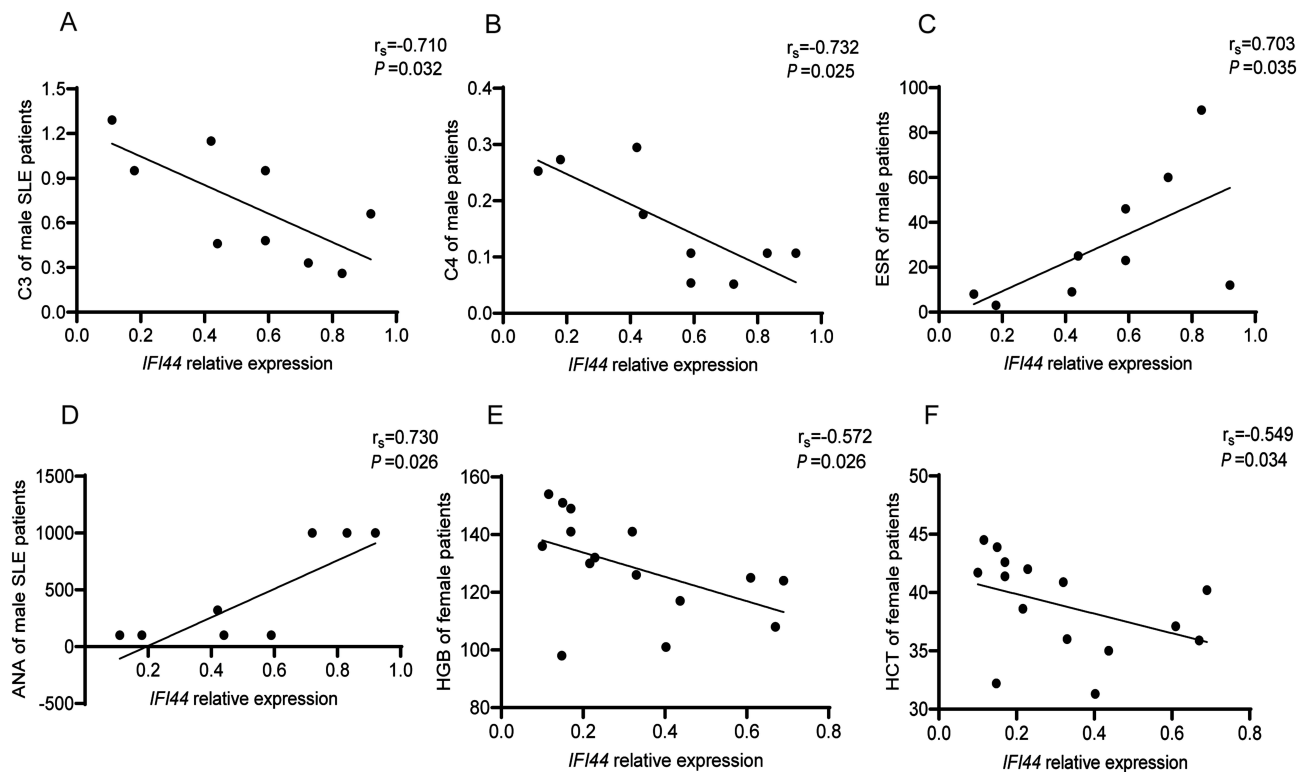 A
rs=-0.710
P=0.032
C3 of male SLE patients
1.5
1.2
0.9
0.6
0.3
0.0
0.0 0.2 0.4 0.6 0.8 1.0
IFI44 relative expression
B
rs=-0.732
P=0.025
C4 of male patients
0.4
0.3
0.2
0.1
0.0
0.0 0.2 0.4 0.6 0.8 1.0
IFI44 relative expression
C
rs=0.703
P=0.035
ESR of male patients
100
80
60
40
20
0
0.0 0.2 0.4 0.6 0.8 1.0
IFI44 relative expression
D
rs=0.730
P=0.026
ANA of male SLE patients
1500
1000
500
0
-500
0.2 0.4 0.6 0.8 1.0
IFI44 relative expression
E
rs=-0.572
P=0.026
HGB of female patients
160
140
120
100
80
0.0 0.2 0.4 0.6 0.8
IFI44 relative expression
F
rs=-0.549
P=0.034
HCT of female patients
50
45
40
35
30
0.0 0.2 0.4 0.6 0.8
IFI44 relative expression